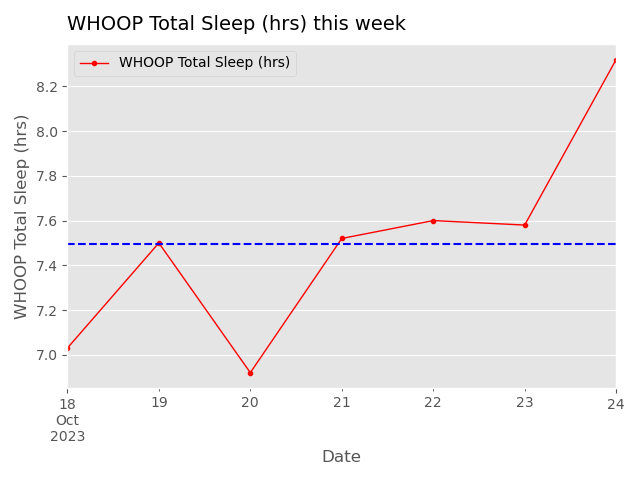 WHOOP Total Sleep (hrs) this week
WHOOP Total Sleep (hrs)
WHOOP Total Sleep (hrs)
8.2
8.0
7.8
7.6
7.4
7.2
7.0
18 19 20 21 22 23 24
Oct
2023
Date